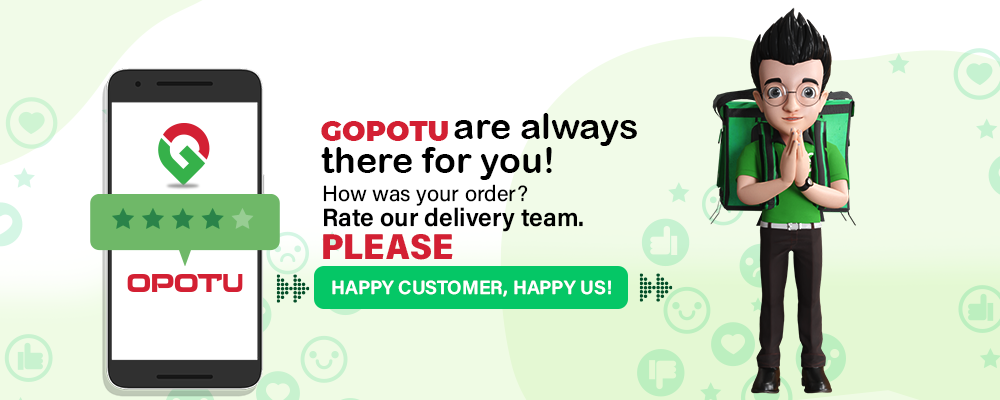 GOPOTU are always
there for you!
How was your order?
Rate our delivery team.
PLEASE
HAPPY CUSTOMER, HAPPY US!
OPOTU